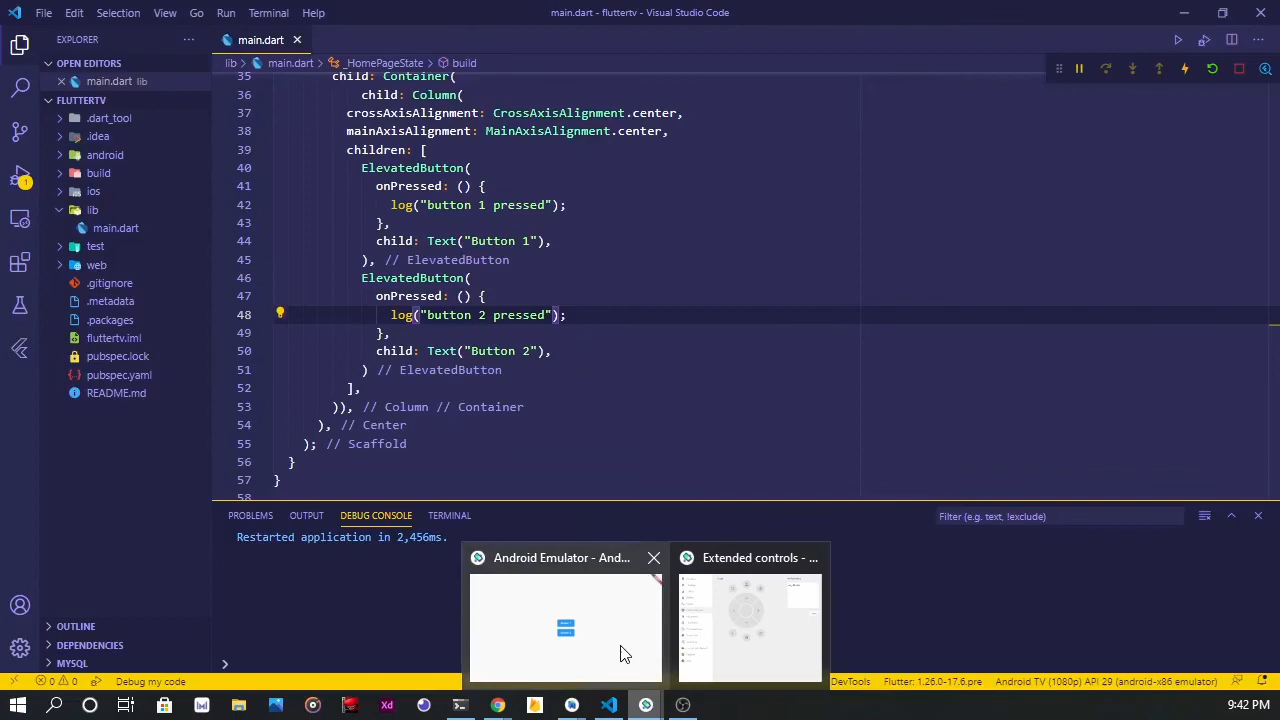 File Edit Selection View Go Run Terminal Help main.dart - fluttertv - Visual Studio Code
EXPLORER
main.dart
OPEN EDITORS
main.dart lib
FLUTTERTV
.dart_tool
.idea
android
build
ios
lib
main.dart
test
web
.gitignore
.metadata
.packages
fluttertv.iml
pubspec.lock
pubspec.yaml
README.md
OUTLINE
DEPENDENCIES
MYSQL
lib > main.dart > _HomePageState > build
35 child: Container(
36 child: Column(
37 crossAxisAlignment: CrossAxisAlignment.center,
38 mainAxisAlignment: MainAxisAlignment.center,
39 children: [
40 ElevatedButton(
41 onPressed: () {
42 log("button 1 pressed");
43 },
44 child: Text("Button 1"),
45 ), // ElevatedButton
46 ElevatedButton(
47 onPressed: () {
48 log("button 2 pressed");
49 },
50 child: Text("Button 2"),
51 ) // ElevatedButton
52 ],
53 )), // Column // Container
54 ), // Center
55 ); // Scaffold
56 }
57 }
58
PROBLEMS OUTPUT DEBUG CONSOLE TERMINAL Filter (e.g. text, !exclude)
Restarted application in 2,456ms.
Android Emulator - And... Extended controls - ...
0 0 Debug my code DevTools Flutter: 1.26.0-17.6.pre Android TV (1080p) API 29 (android-x86 emulator)
9:42 PM